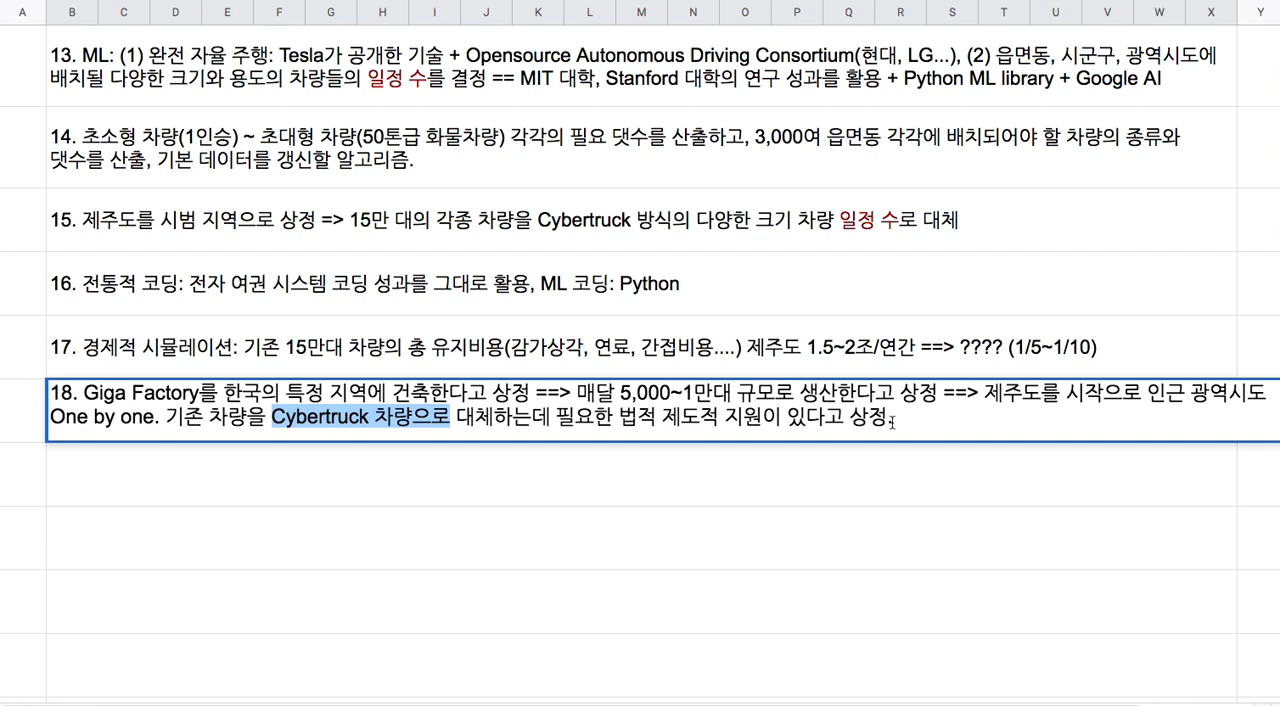 A B C D E F G H I J K L M N O P Q R S T U V W X Y
13. ML: (1) 완전 자율 주행: Tesla가 공개한 기술 + Opensource Autonomous Driving Consortium(현대, LG...), (2) 읍면동, 시군구, 광역시도에
배치될 다양한 크기와 용도의 차량들의 일정 수를 결정 == MIT 대학, Stanford 대학의 연구 성과를 활용 + Python ML library + Google AI
14. 초소형 차량(1인승) ~ 초대형 차량(50톤급 화물차량) 각각의 필요 댓수를 산출하고, 3,000여 읍면동 각각에 배치되어야 할 차량의 종류와
댓수를 산출, 기본 데이터를 갱신할 알고리즘.
15. 제주도를 시범 지역으로 상정 => 15만 대의 각종 차량을 Cybertruck 방식의 다양한 크기 차량 일정 수로 대체
16. 전통적 코딩: 전자 여권 시스템 코딩 성과를 그대로 활용, ML 코딩: Python
17. 경제적 시뮬레이션: 기존 15만대 차량의 총 유지비용(감가상각, 연료, 간접비용....) 제주도 1.5~2조/연간 ==> ???? (1/5~1/10)
18. Giga Factory를 한국의 특정 지역에 건축한다고 상정 ==> 매달 5,000~1만대 규모로 생산한다고 상정 ==> 제주도를 시작으로 인근 광역시도
One by one. 기존 차량을 Cybertruck 차량으로 대체하는데 필요한 법적 제도적 지원이 있다고 상정.